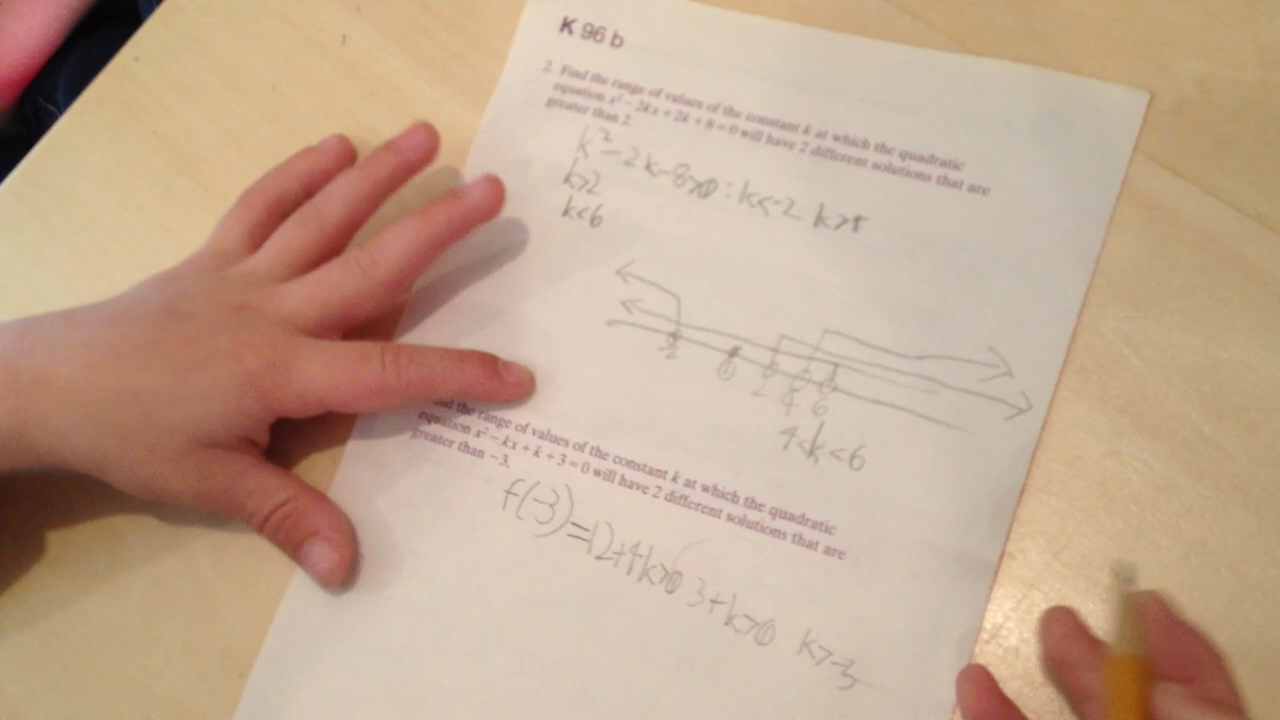 K 96 b
2. Find the range of values of the constant k at which the quadratic
equation x² − 2kx + 2k + 8 = 0 will have 2 different solutions that are
greater than 2.
k²−2k−8>0 : k<-2 k>
k>2
k<6
2 4 6
4<k<6
the range of values of the constant k at which the quadratic
equation x² − kx + k + 3 = 0 will have 2 different solutions that are
greater than −3.
f(-3)=12+4k>0 3+k>0 k>-3